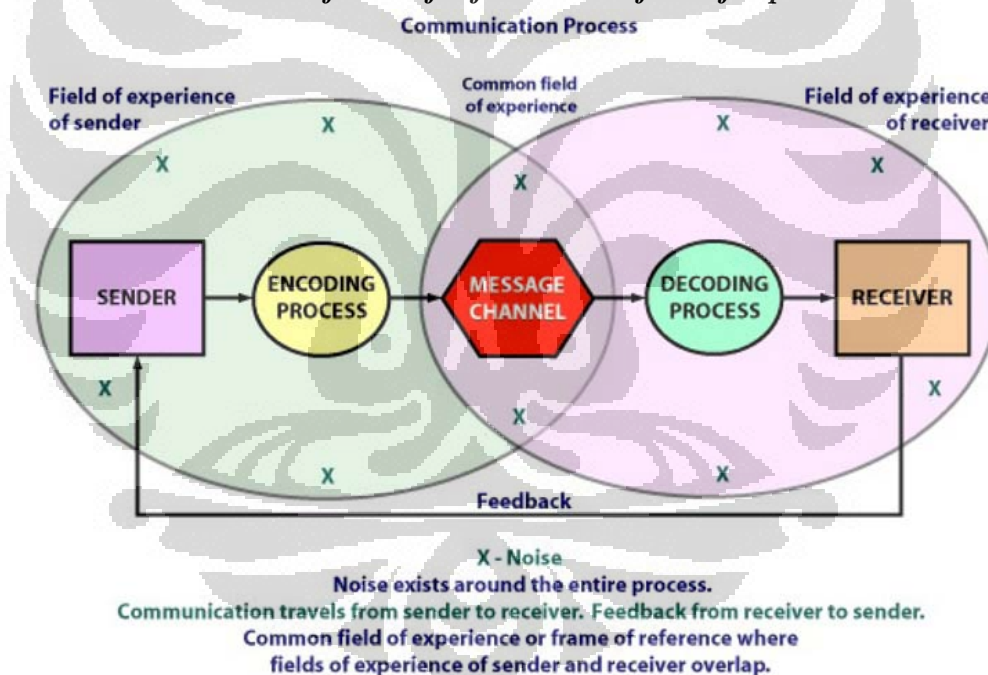 Communication Process
Common field
of experience
Field of experience
of sender
Field of experience
of receiver
X
X
X
X
X
SENDER
ENCODING
PROCESS
MESSAGE
CHANNEL
DECODING
PROCESS
RECEIVER
X
X
X
X
X
Feedback
X - Noise
Noise exists around the entire process.
Communication travels from sender to receiver. Feedback from receiver to sender.
Common field of experience or frame of reference where
fields of experience of sender and receiver overlap.